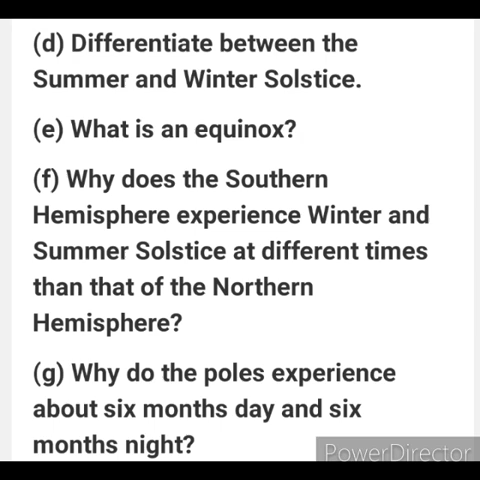 (d) Differentiate between the
Summer and Winter Solstice.
(e) What is an equinox?
(f) Why does the Southern
Hemisphere experience Winter and
Summer Solstice at different times
than that of the Northern
Hemisphere?
(g) Why do the poles experience
about six months day and six
months night?
PowerDirector